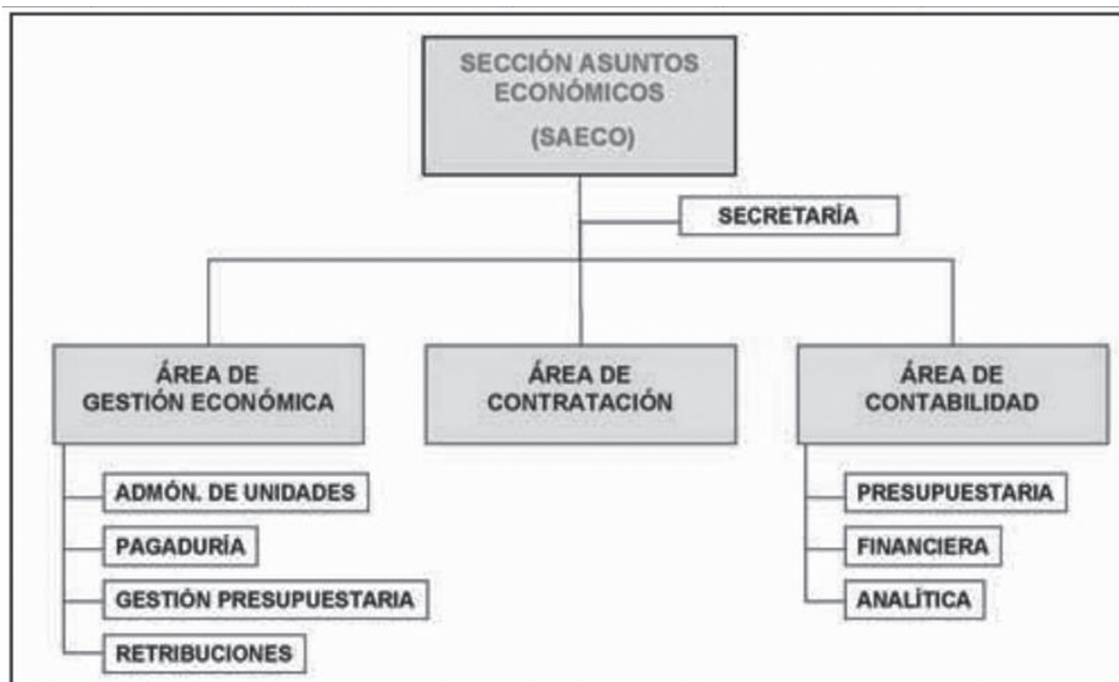 SECCIÓN ASUNTOS
ECONÓMICOS
(SAECO)
SECRETARÍA
ÁREA DE
GESTIÓN ECONÓMICA
ÁREA DE
CONTRATACIÓN
ÁREA DE
CONTABILIDAD
ADMÓN. DE UNIDADES
PAGADURÍA
GESTIÓN PRESUPUESTARIA
RETRIBUCIONES
PRESUPUESTARIA
FINANCIERA
ANALÍTICA